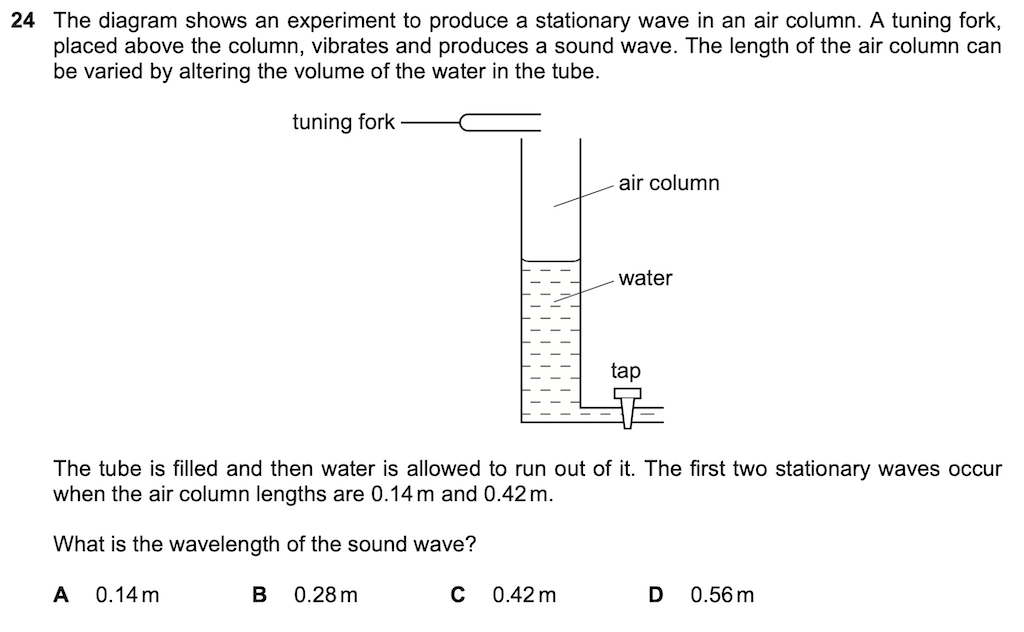 24 The diagram shows an experiment to produce a stationary wave in an air column. A tuning fork,
placed above the column, vibrates and produces a sound wave. The length of the air column can
be varied by altering the volume of the water in the tube.
tuning fork
air column
water
tap
The tube is filled and then water is allowed to run out of it. The first two stationary waves occur
when the air column lengths are 0.14 m and 0.42 m.
What is the wavelength of the sound wave?
A 0.14 m B 0.28 m C 0.42 m D 0.56 m